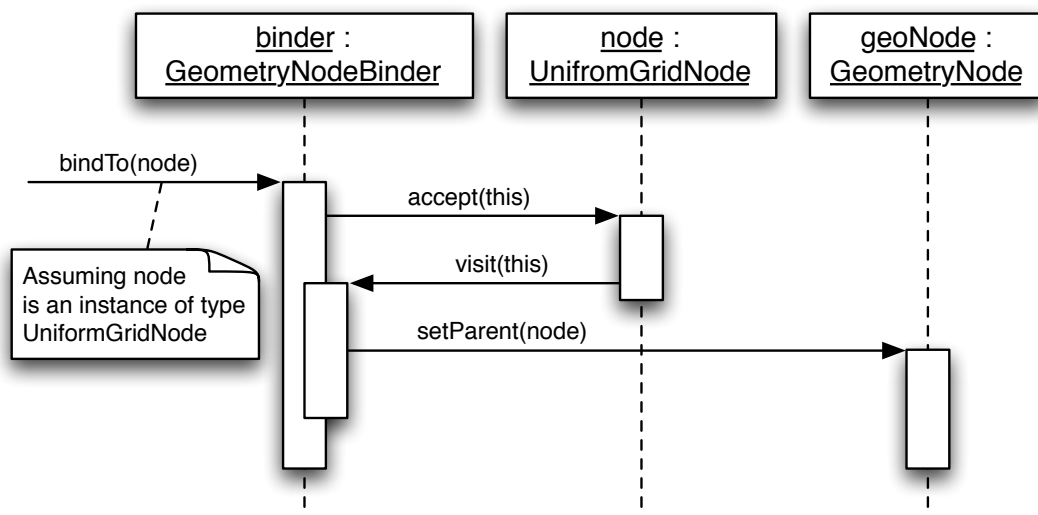 binder :
GeometryNodeBinder
node :
UnifromGridNode
geoNode :
GeometryNode
bindTo(node)
accept(this)
visit(this)
Assuming node
is an instance of type
UniformGridNode
setParent(node)